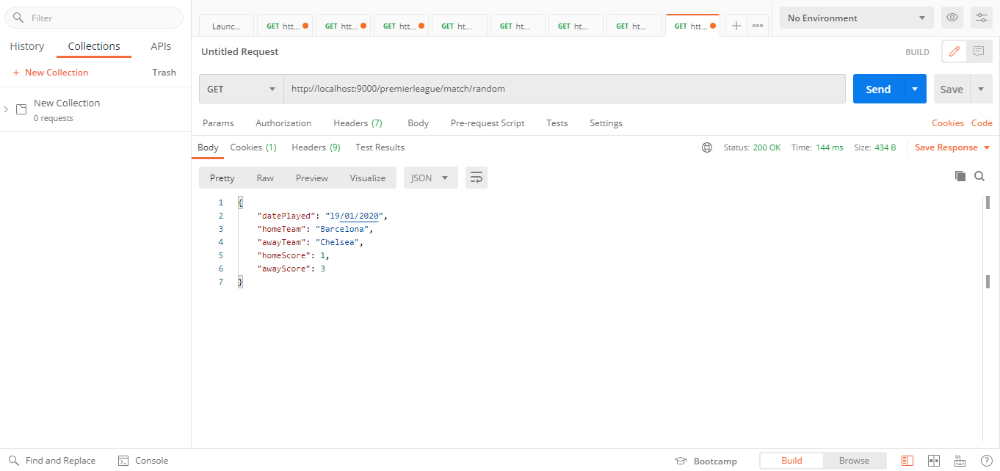 Filter
History Collections APIs
+ New Collection Trash
New Collection
0 requests
Launc... GET htt... GET htt... GET htt... GET ht... GET ht... GET ht... GET ht... GET htt...
No Environment
Untitled Request BUILD
GET http://localhost:9000/premierleague/match/random Send Save
Params Authorization Headers (7) Body Pre-request Script Tests Settings Cookies Code
Body Cookies (1) Headers (9) Test Results Status: 200 OK Time: 144 ms Size: 434 B Save Response
Pretty Raw Preview Visualize JSON
1 {
2 "datePlayed": "19/01/2020",
3 "homeTeam": "Barcelona",
4 "awayTeam": "Chelsea",
5 "homeScore": 1,
6 "awayScore": 3
7 }
Find and Replace Console Bootcamp Build Browse